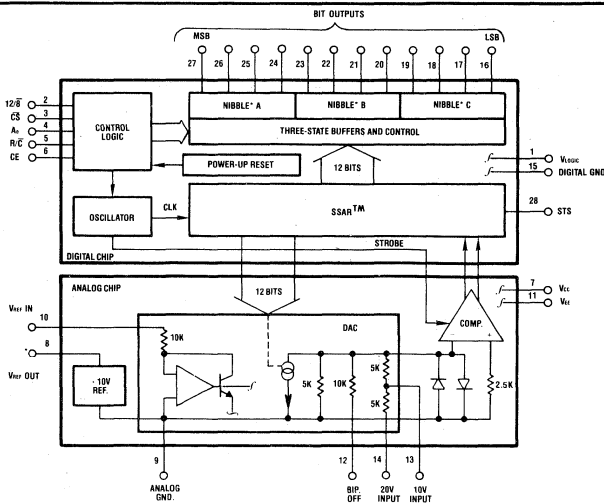 BIT OUTPUTS
MSB
LSB
27 26 25 24 23 22 21 20 19 18 17 16
12/8 2
CS 3
A₀ 4
R/C 5
CE 6
CONTROL LOGIC
NIBBLE* A
NIBBLE* B
NIBBLE* C
THREE-STATE BUFFERS AND CONTROL
POWER-UP RESET
12 BITS
1 VLOGIC
15 DIGITAL GND
OSCILLATOR
CLK
SSAR™
28 STS
STROBE
DIGITAL CHIP
ANALOG CHIP
12 BITS
7 VCC
11 VEE
VREF IN 10
DAC
COMP.
- +
10K
8
VREF OUT
10V REF.
5K
10K
5K
5K
2.5K
9
12 14 13
ANALOG GND.
BIP. OFF
20V INPUT
10V INPUT